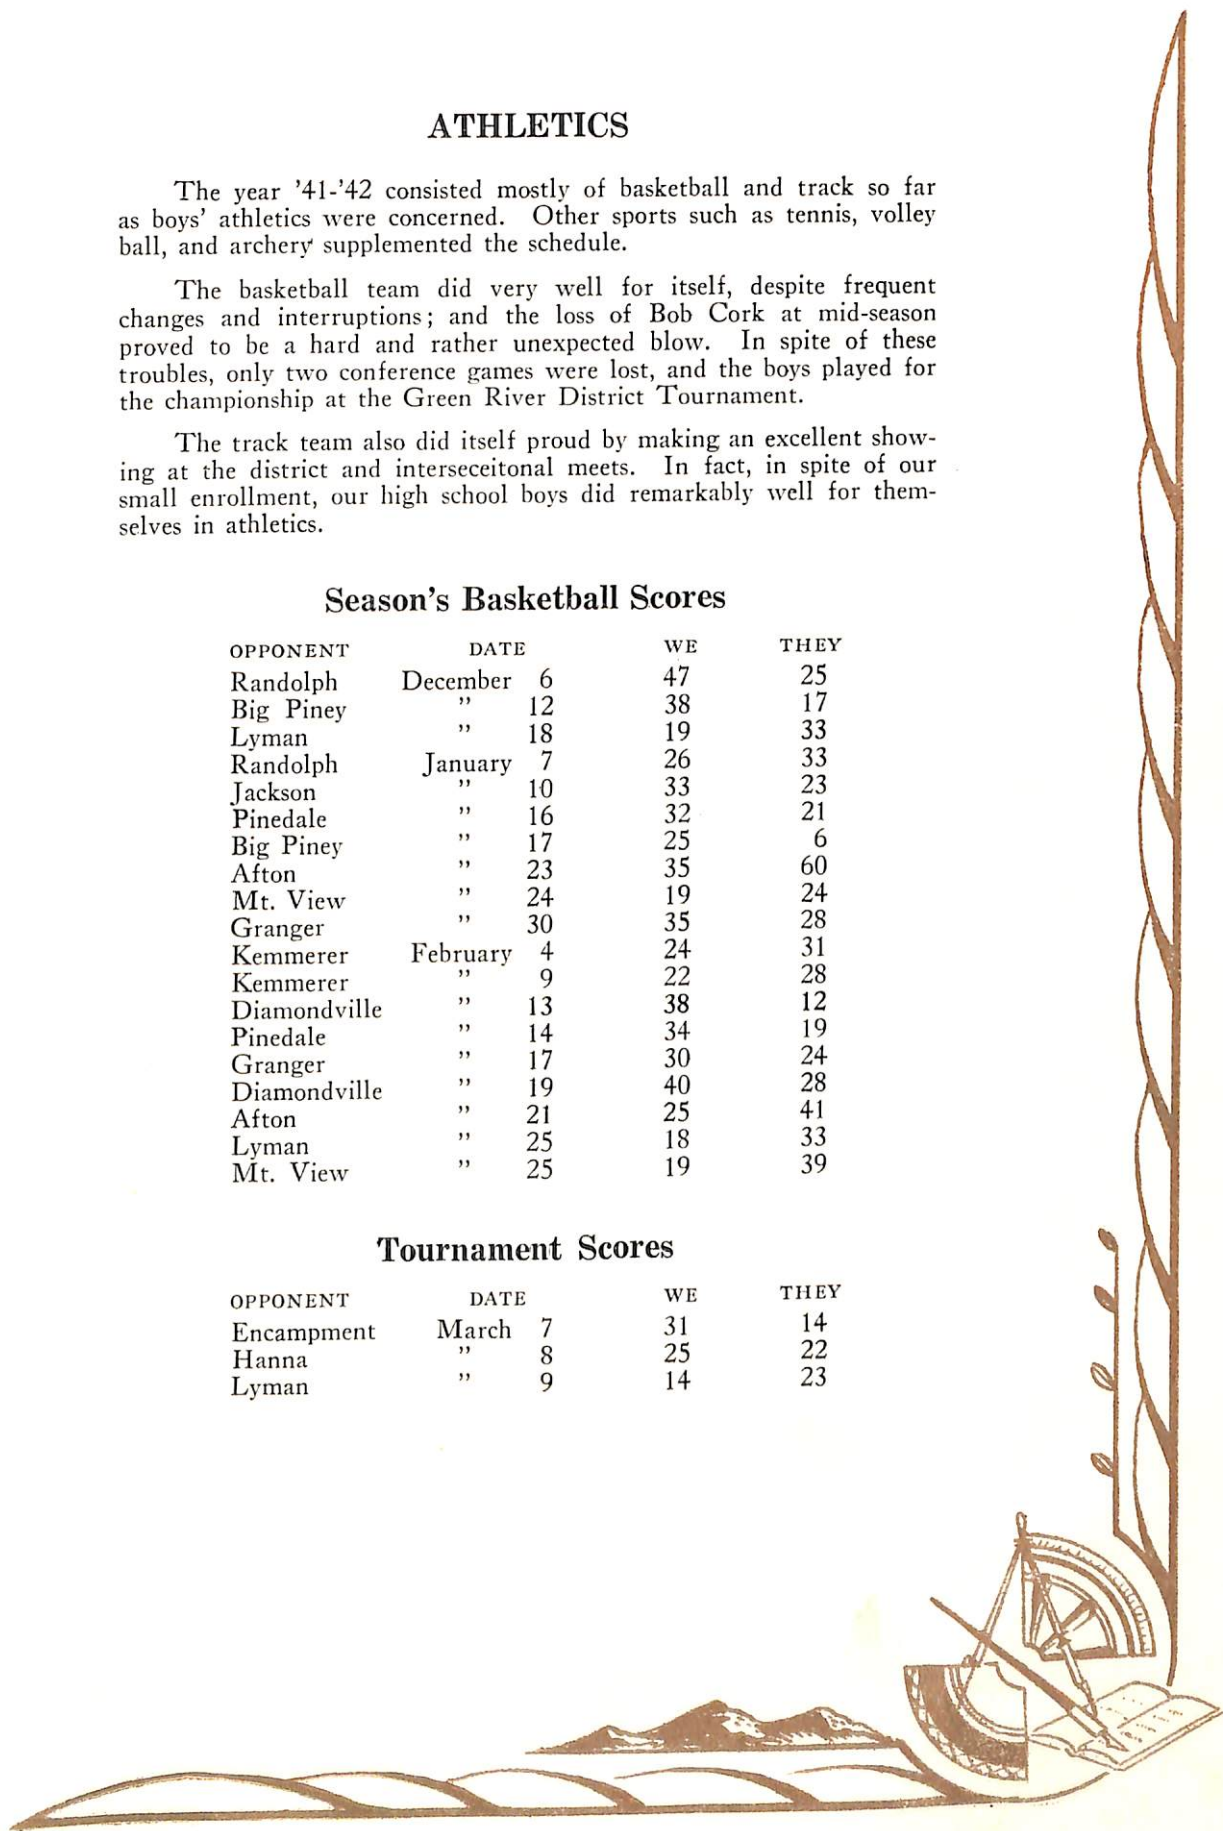 ATHLETICS
The year '41-'42 consisted mostly of basketball and track so far
as boys' athletics were concerned. Other sports such as tennis, volley
ball, and archery supplemented the schedule.
The basketball team did very well for itself, despite frequent
changes and interruptions; and the loss of Bob Cork at mid-season
proved to be a hard and rather unexpected blow. In spite of these
troubles, only two conference games were lost, and the boys played for
the championship at the Green River District Tournament.
The track team also did itself proud by making an excellent show-
ing at the district and interseceitonal meets. In fact, in spite of our
small enrollment, our high school boys did remarkably well for them-
selves in athletics.
Season's Basketball Scores
OPPONENT DATE WE THEY
Randolph December 6 47 25
Big Piney " 12 38 17
Lyman " 18 19 33
Randolph January 7 26 33
Jackson " 10 33 23
Pinedale " 16 32 21
Big Piney " 17 25 6
Afton " 23 35 60
Mt. View " 24 19 24
Granger " 30 35 28
Kemmerer February 4 24 31
Kemmerer " 9 22 28
Diamondville " 13 38 12
Pinedale " 14 34 19
Granger " 17 30 24
Diamondville " 19 40 28
Afton " 21 25 41
Lyman " 25 18 33
Mt. View " 25 19 39
Tournament Scores
OPPONENT DATE WE THEY
Encampment March 7 31 14
Hanna " 8 25 22
Lyman " 9 14 23